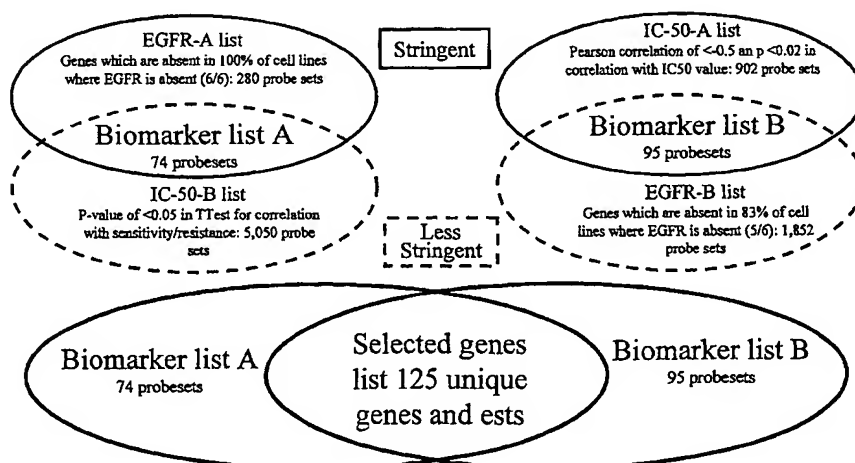 EGFR-A list
Genes which are absent in 100% of cell lines
where EGFR is absent (6/6): 280 probe sets
Biomarker list A
74 probesets
IC-50-B list
P-value of <0.05 in TTest for correlation
with sensitivity/resistance: 5,050 probe
sets
Stringent
Less
Stringent
IC-50-A list
Pearson correlation of <-0.5 an p <0.02 in
correlation with IC50 value: 902 probe sets
Biomarker list B
95 probesets
EGFR-B list
Genes which are absent in 83% of cell
lines where EGFR is absent (5/6): 1,852
probe sets
Biomarker list A
74 probesets
Selected genes
list 125 unique
genes and ests
Biomarker list B
95 probesets